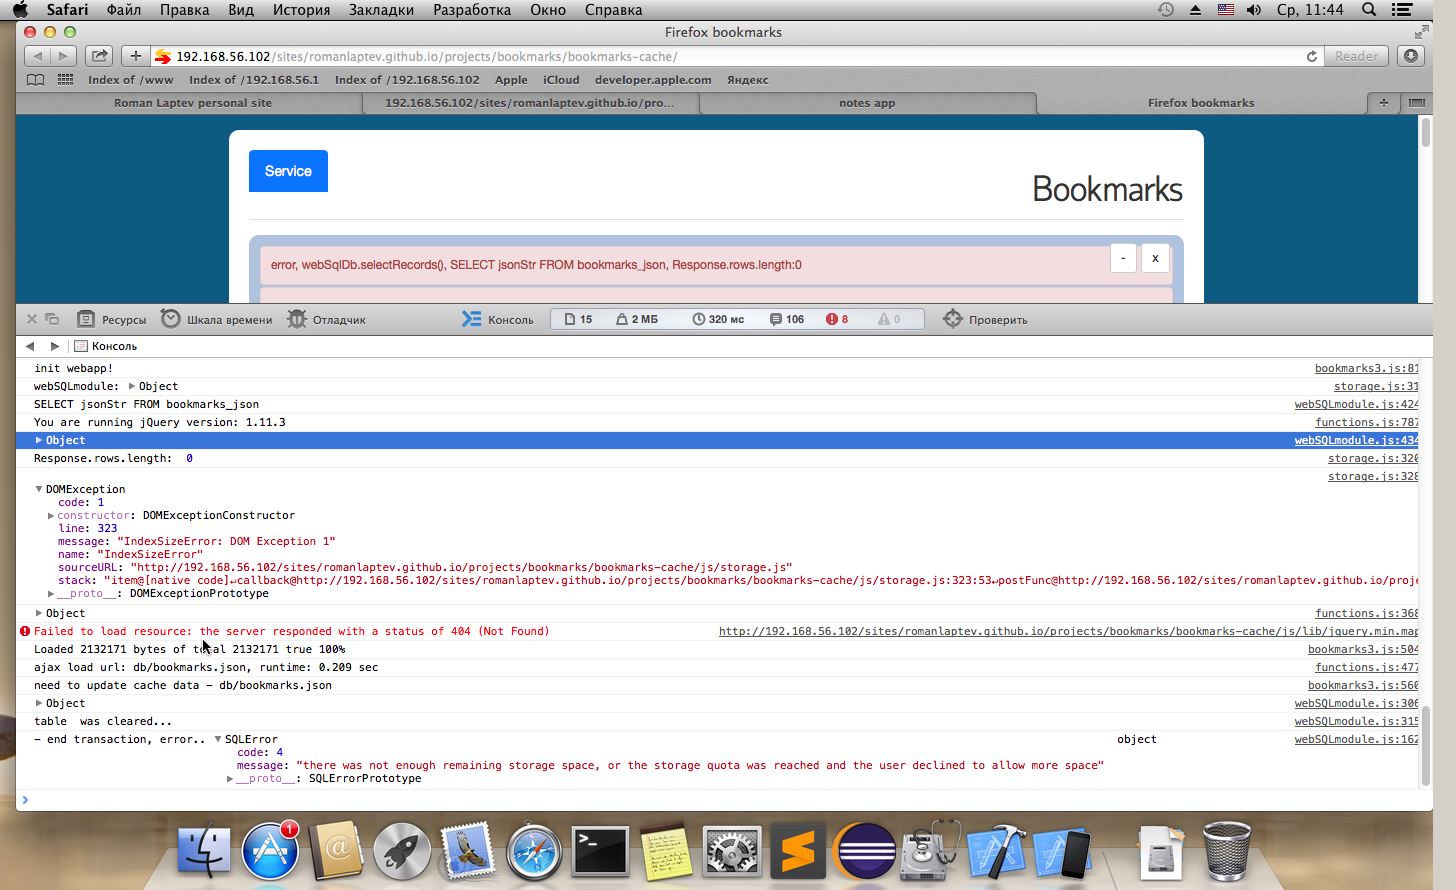 Safari Файл Правка Вид История Закладки Разработка Окно Справка Ср, 11:44
Firefox bookmarks
192.168.56.102/sites/romanlaptev.github.io/projects/bookmarks/bookmarks-cache/ Reader
Index of /www Index of /192.168.56.1 Index of /192.168.56.102 Apple iCloud developer.apple.com Яндекс
Roman Laptev personal site 192.168.56.102/sites/romanlaptev.github.io/pro... notes app Firefox bookmarks +
Service
Bookmarks
error, webSqlDb.selectRecords(), SELECT jsonStr FROM bookmarks_json, Response.rows.length:0 - x
Ресурсы Шкала времени Отладчик Консоль 15 2 МБ 320 мс 106 8 0 Проверить
Консоль
init webapp! bookmarks3.js:81
webSQLmodule: Object storage.js:31
SELECT jsonStr FROM bookmarks_json webSQLmodule.js:424
You are running jQuery version: 1.11.3 functions.js:787
Object webSQLmodule.js:434
Response.rows.length: 0 storage.js:320
storage.js:328
DOMException
code: 1
constructor: DOMExceptionConstructor
line: 323
message: "IndexSizeError: DOM Exception 1"
name: "IndexSizeError"
sourceURL: "http://192.168.56.102/sites/romanlaptev.github.io/projects/bookmarks/bookmarks-cache/js/storage.js"
stack: "item@[native code]↵callback@http://192.168.56.102/sites/romanlaptev.github.io/projects/bookmarks/bookmarks-cache/js/storage.js:323:53↵postFunc@http://192.168.56.102/sites/romanlaptev.github.io/proje
__proto__: DOMExceptionPrototype
Object functions.js:368
Failed to load resource: the server responded with a status of 404 (Not Found) http://192.168.56.102/sites/romanlaptev.github.io/projects/bookmarks/bookmarks-cache/js/lib/jquery.min.map
Loaded 2132171 bytes of total 2132171 true 100% bookmarks3.js:504
ajax load url: db/bookmarks.json, runtime: 0.209 sec functions.js:477
need to update cache data - db/bookmarks.json bookmarks3.js:560
Object webSQLmodule.js:306
table was cleared... webSQLmodule.js:315
- end transaction, error.. SQLError object webSQLmodule.js:162
code: 4
message: "there was not enough remaining storage space, or the storage quota was reached and the user declined to allow more space"
__proto__: SQLErrorPrototype
1